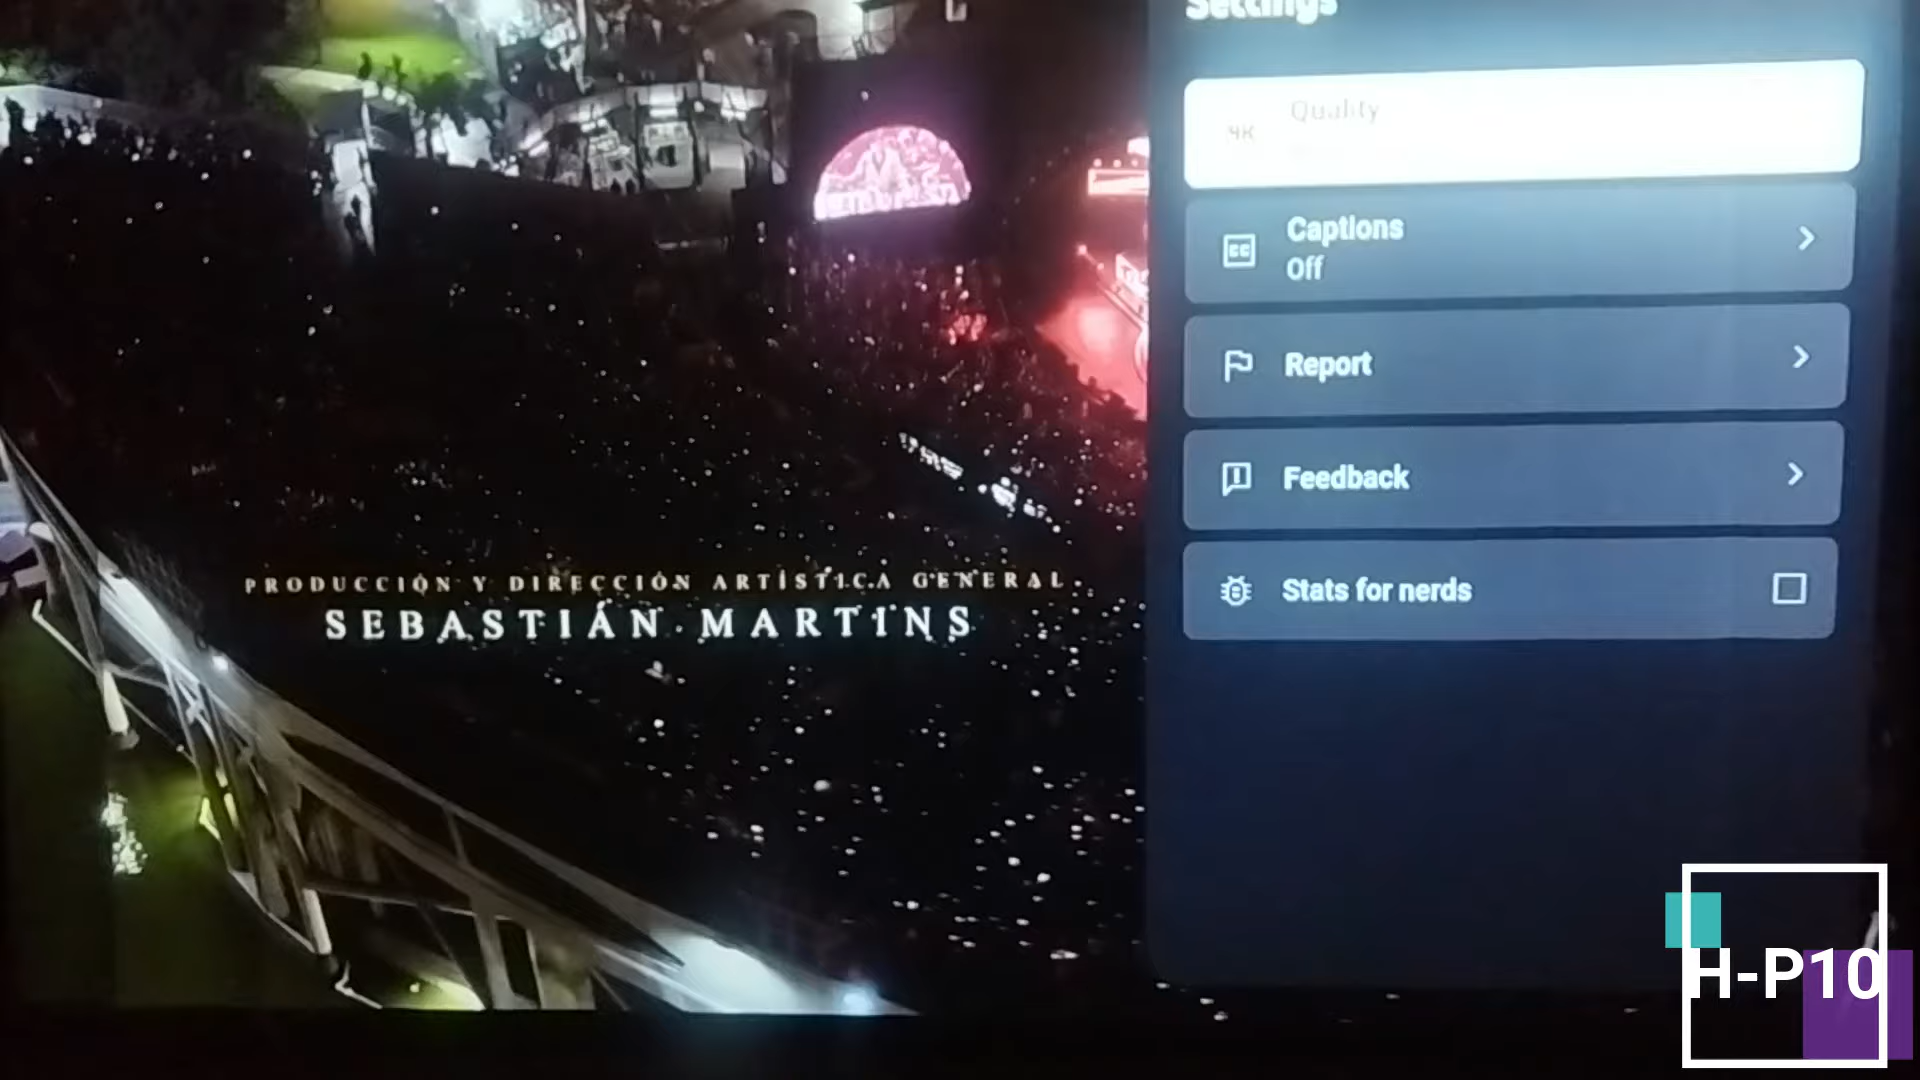 Settings
Quality
4K
Captions
Off
Report
Feedback
PRODUCCIÓN Y DIRECCIÓN ARTÍSTICA GENERAL
SEBASTIÁN MARTINS
Stats for nerds
H-P10